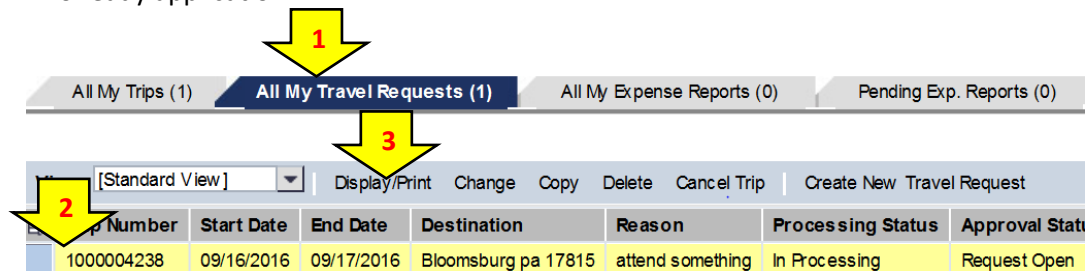 1
All My Trips (1) All My Travel Requests (1) All My Expense Reports (0) Pending Exp. Reports (0)
3
[Standard View] Display/Print Change Copy Delete Cancel Trip Create New Travel Request
2
Number Start Date End Date Destination Reason Processing Status Approval Statu
1000004238 09/16/2016 09/17/2016 Bloomsburg pa 17815 attend something In Processing Request Open